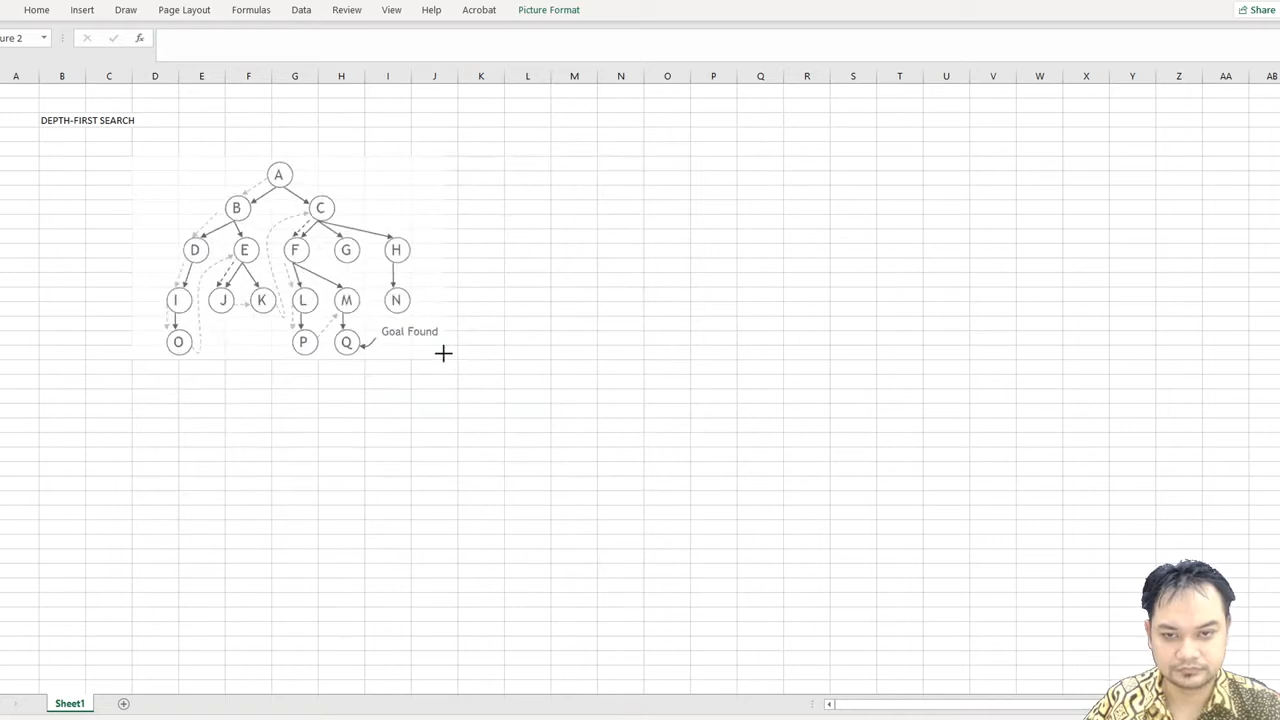 Home Insert Draw Page Layout Formulas Data Review View Help Acrobat Picture Format Share
ure 2 fx
A B C D E F G H I J K L M N O P Q R S T U V W X Y Z AA AB
DEPTH-FIRST SEARCH
A
B C
D E F G H
I J K L M N
Goal Found
O P Q
Sheet1